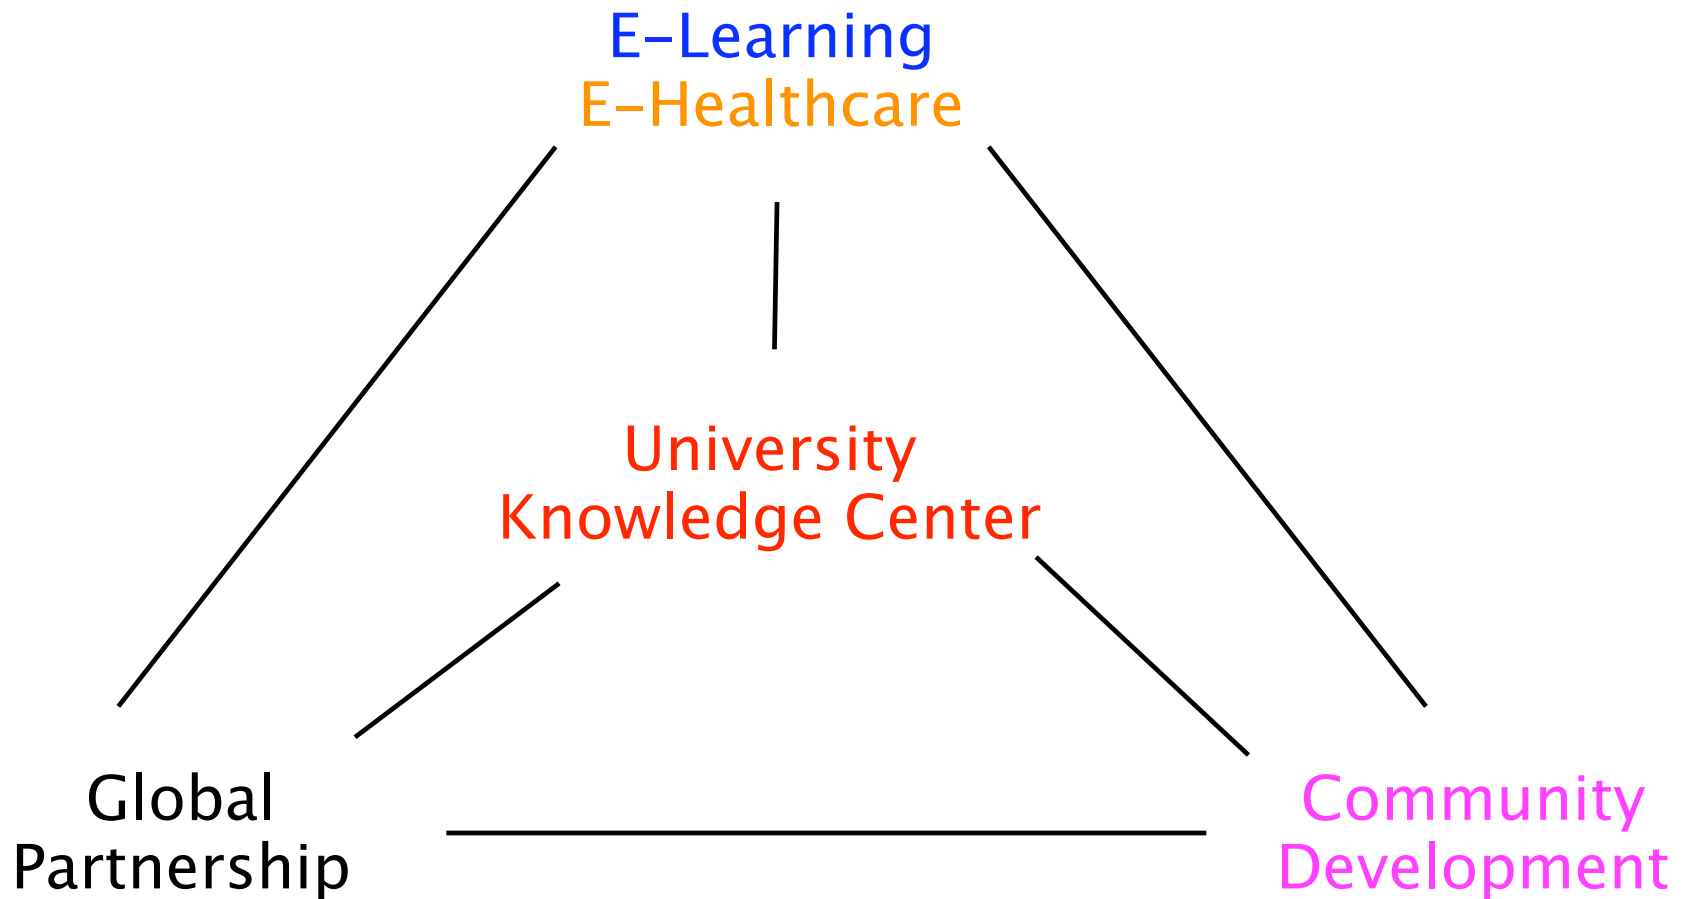 E-Learning
E-Healthcare
University
Knowledge Center
Global
Partnership
Community
Development